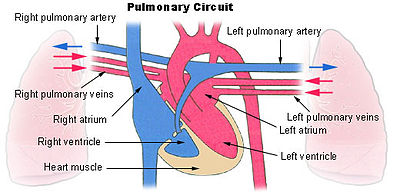 Pulmonary Circuit
Right pulmonary artery
Left pulmonary artery
Right pulmonary veins
Left pulmonary veins
Right atrium
Left atrium
Right ventricle
Left ventricle
Heart muscle